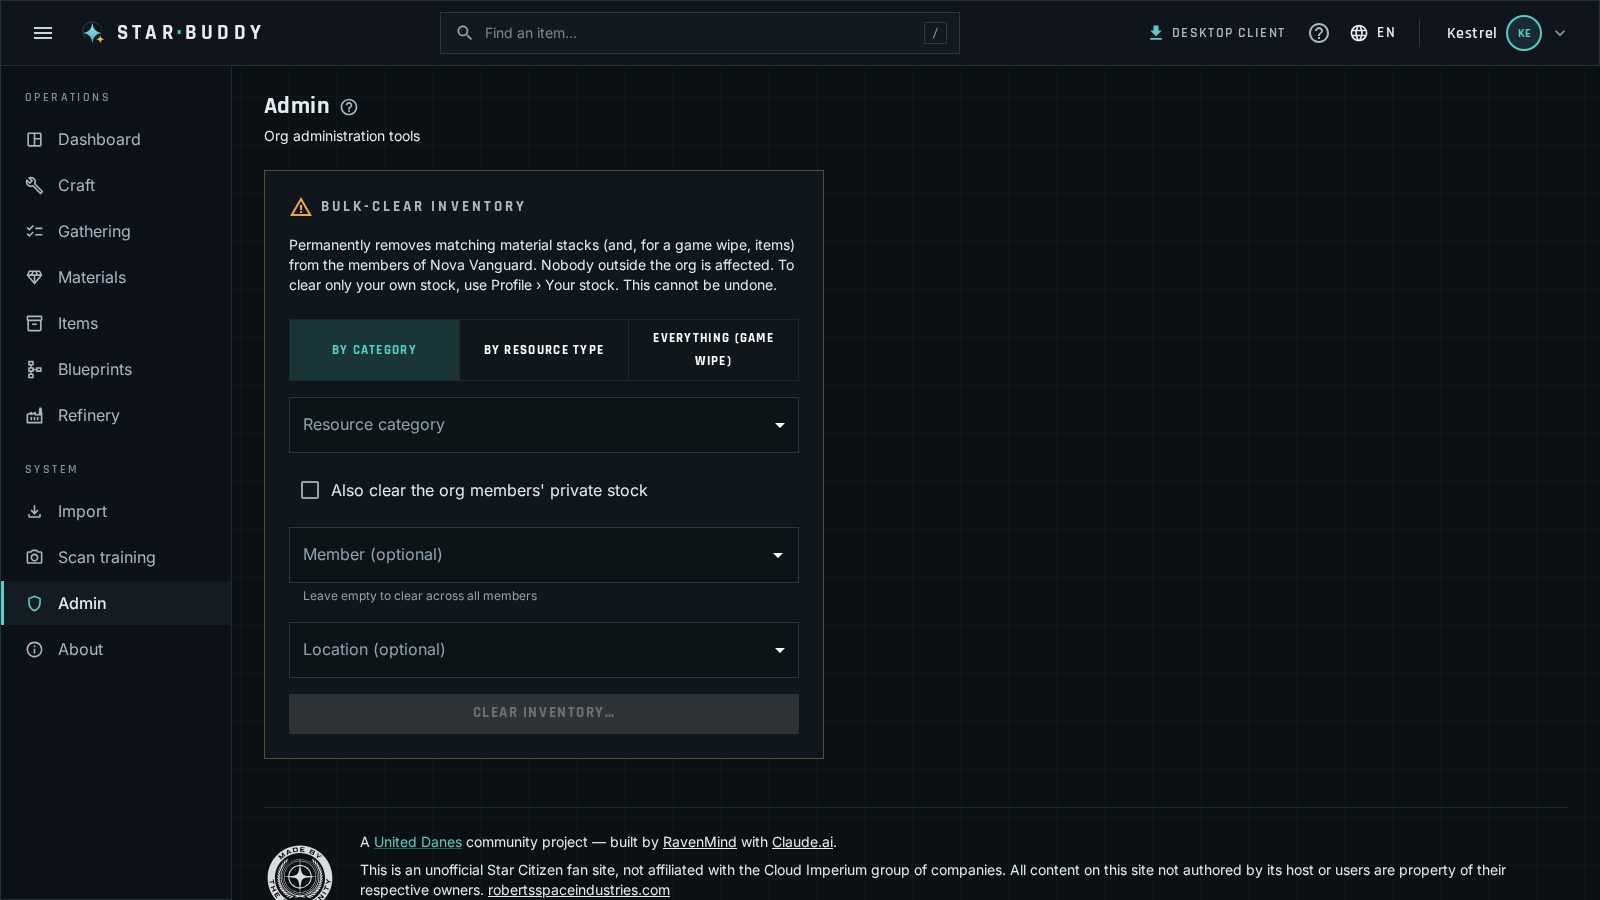 STAR·BUDDY
Find an item...
/
DESKTOP CLIENT
EN
Kestrel
KE
OPERATIONS
Dashboard
Craft
Gathering
Materials
Items
Blueprints
Refinery
SYSTEM
Import
Scan training
Admin
About
Admin
Org administration tools
BULK-CLEAR INVENTORY
Permanently removes matching material stacks (and, for a game wipe, items)
from the members of Nova Vanguard. Nobody outside the org is affected. To
clear only your own stock, use Profile › Your stock. This cannot be undone.
BY CATEGORY
BY RESOURCE TYPE
EVERYTHING (GAME
WIPE)
Resource category
Also clear the org members' private stock
Member (optional)
Leave empty to clear across all members
Location (optional)
CLEAR INVENTORY…
A United Danes community project — built by RavenMind with Claude.ai.
This is an unofficial Star Citizen fan site, not affiliated with the Cloud Imperium group of companies. All content on this site not authored by its host or users are property of their
respective owners. robertsspaceindustries.com
MADE BY